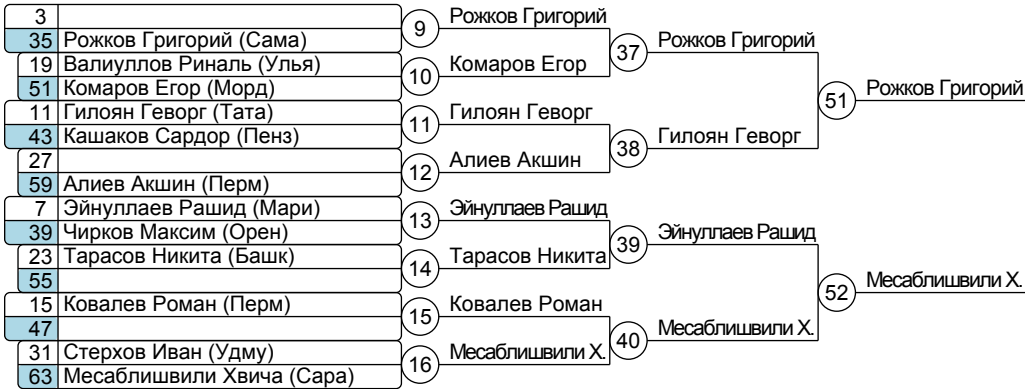 3
35 Рожков Григорий (Сама)
19 Валиуллов Риналь (Улья)
51 Комаров Егор (Морд)
11 Гилоян Геворг (Тата)
43 Кашаков Сардор (Пенз)
27
59 Алиев Акшин (Перм)
7 Эйнуллаев Рашид (Мари)
39 Чирков Максим (Орен)
23 Тарасов Никита (Башк)
55
15 Ковалев Роман (Перм)
47
31 Стерхов Иван (Удму)
63 Месаблишвили Хвича (Сара)
9 Рожков Григорий
10 Комаров Егор
11 Гилоян Геворг
12 Алиев Акшин
13 Эйнуллаев Рашид
14 Тарасов Никита
15 Ковалев Роман
16 Месаблишвили Х.
37 Рожков Григорий
38 Гилоян Геворг
39 Эйнуллаев Рашид
40 Месаблишвили Х.
51 Рожков Григорий
52 Месаблишвили Х.